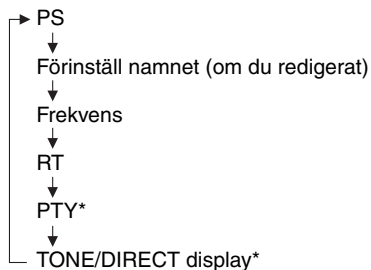 PS
Förinställ namnet (om du redigerat)
Frekvens
RT
PTY*
TONE/DIRECT display*